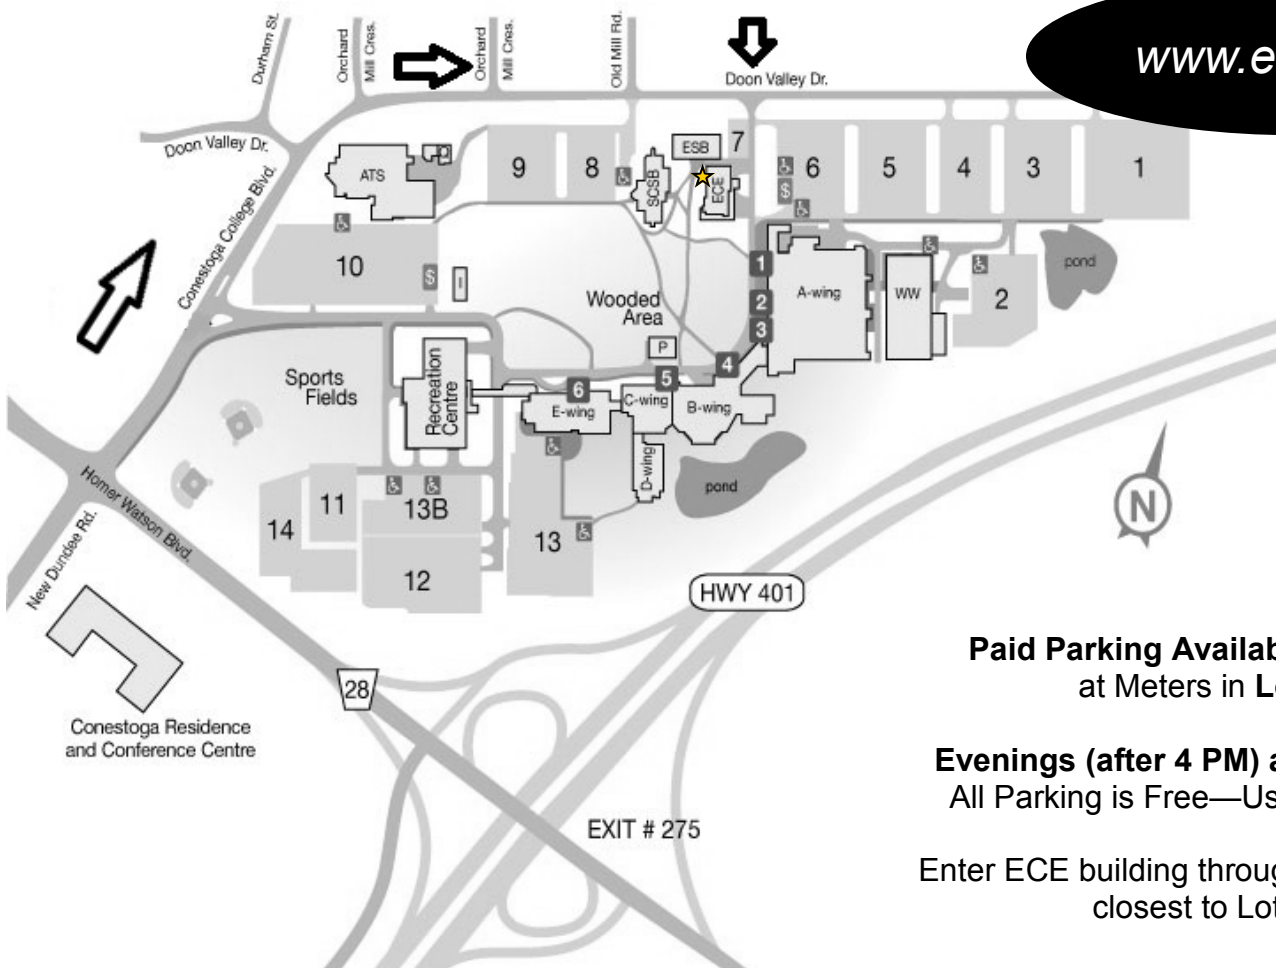 www.e
Durham St.
Orchard
Mill Cres.
Orchard
Mill Cres.
Old Mill Rd.
Doon Valley Dr.
Doon Valley Dr.
Conestoga College Blvd.
ATS
9
8
SCSB
ESB
ECE
7
6
5
4
3
1
$
10
$
I
Wooded
Area
P
1
2
3
4
5
6
A-wing
WW
2
pond
Sports
Fields
Recreation
Centre
E-wing
C-wing
B-wing
D-wing
pond
N
11
14
13B
12
13
Homer Watson Blvd.
New Dundee Rd.
HWY 401
28
Conestoga Residence
and Conference Centre
EXIT # 275
Paid Parking Availab
at Meters in L
Evenings (after 4 PM) a
All Parking is Free—Us
Enter ECE building throug
closest to Lot